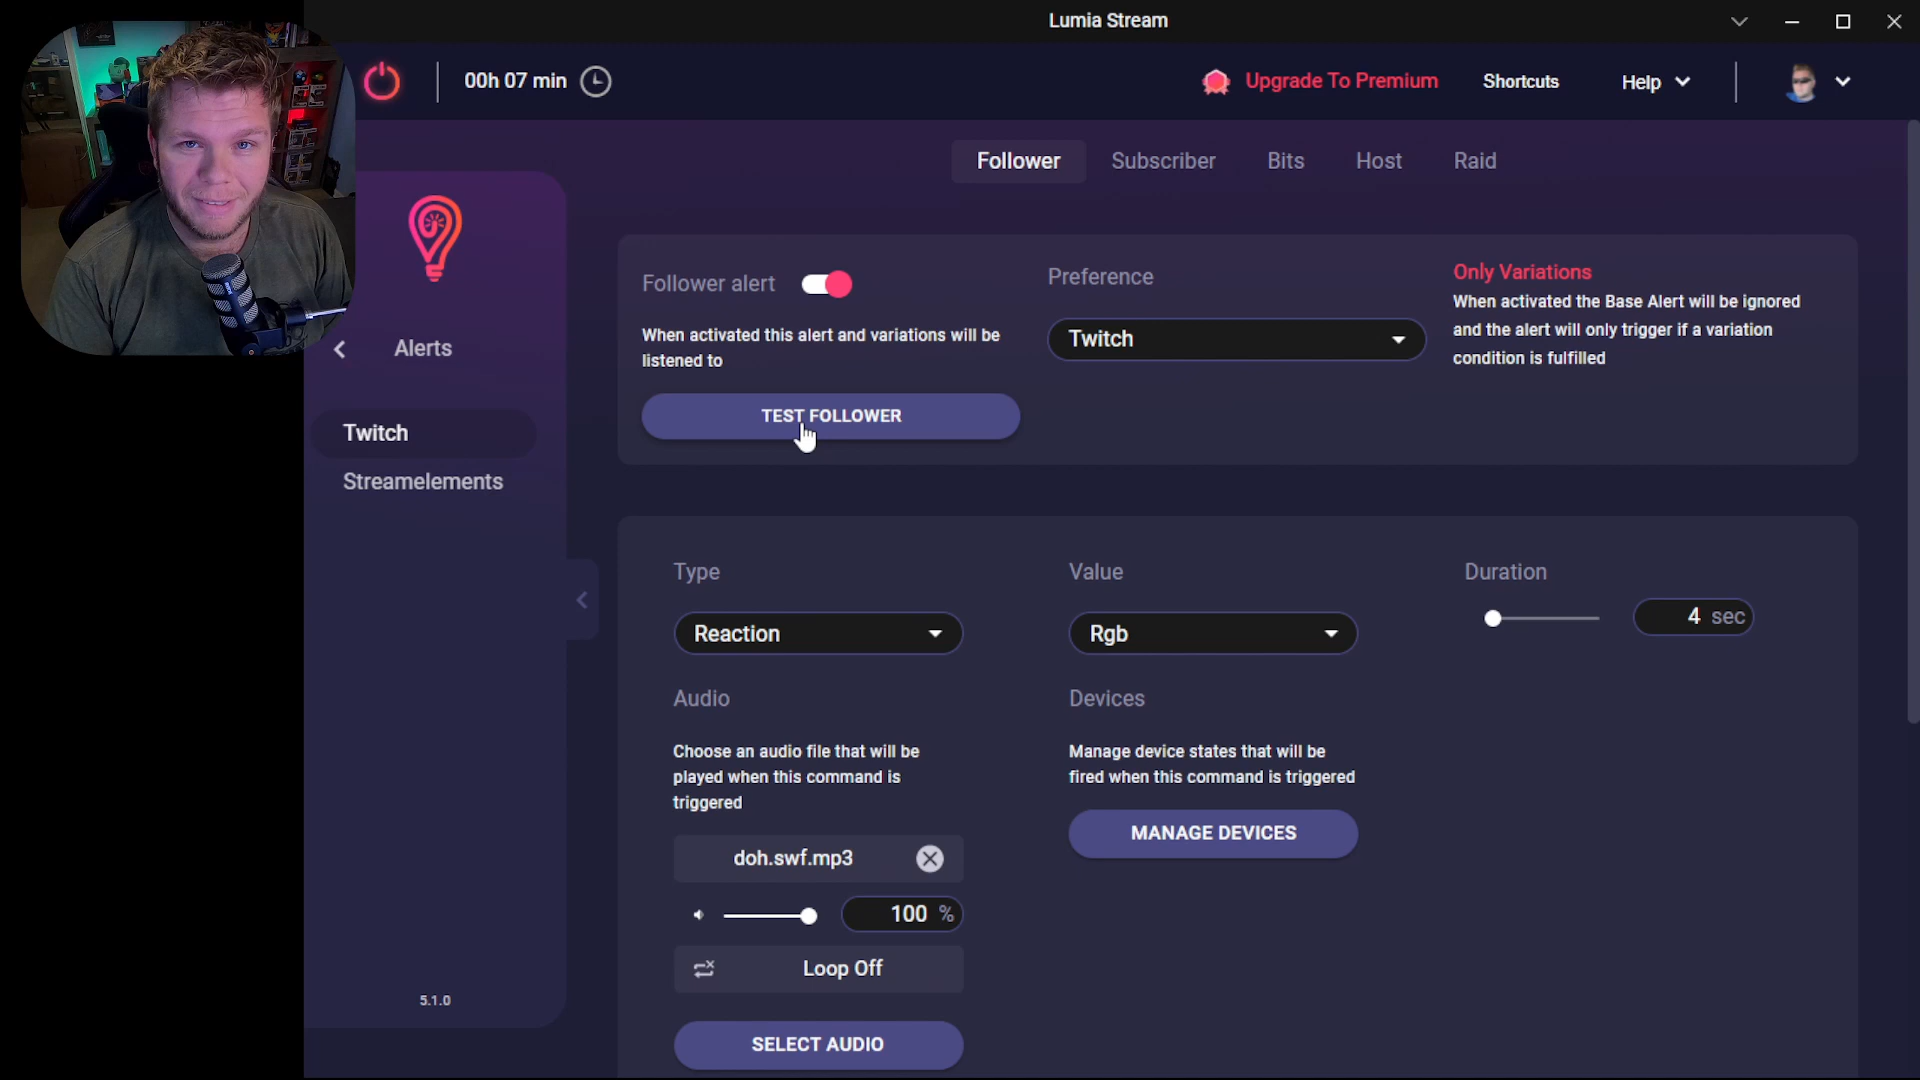 Lumia Stream
00h 07 min
Upgrade To Premium
Shortcuts
Help
Follower
Subscriber
Bits
Host
Raid
Alerts
Twitch
Streamelements
5.1.0
Follower alert
When activated this alert and variations will be
listened to
TEST FOLLOWER
Preference
Twitch
Only Variations
When activated the Base Alert will be ignored
and the alert will only trigger if a variation
condition is fulfilled
Type
Reaction
Value
Rgb
Duration
4 sec
Audio
Choose an audio file that will be
played when this command is
triggered
doh.swf.mp3
100 %
Loop Off
SELECT AUDIO
Devices
Manage device states that will be
fired when this command is triggered
MANAGE DEVICES